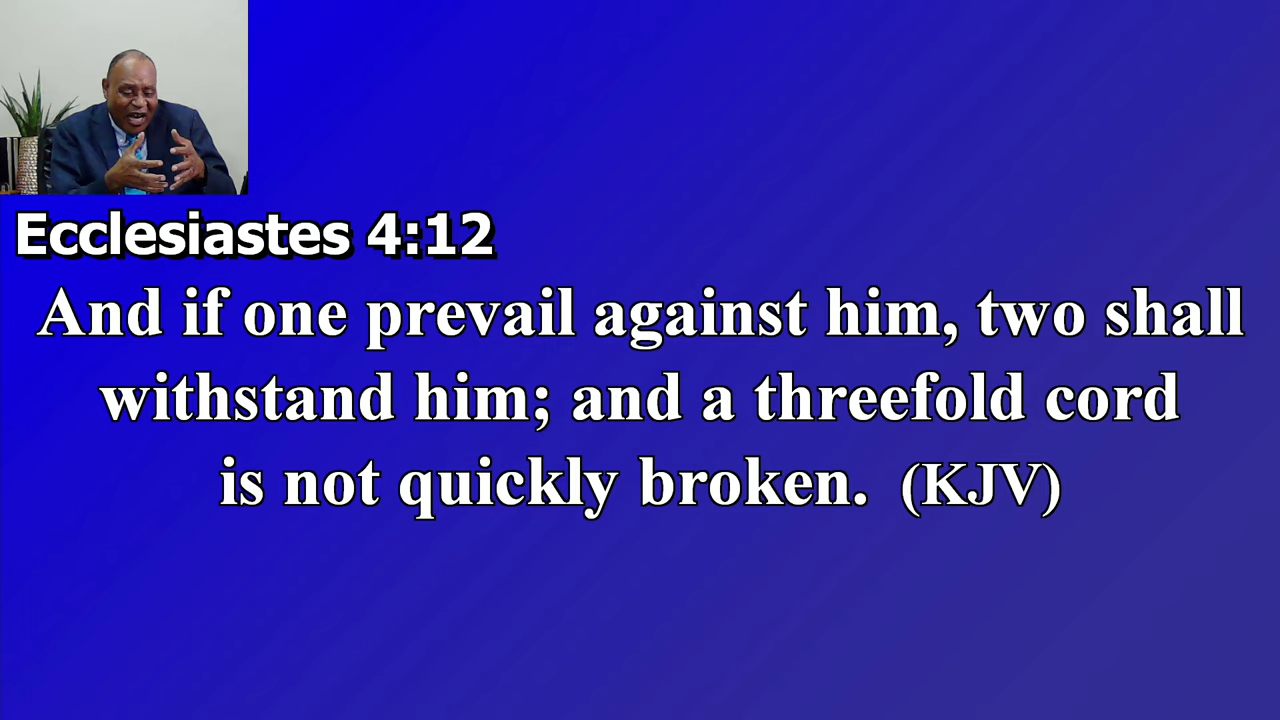 Ecclesiastes 4:12
And if one prevail against him, two shall
withstand him; and a threefold cord
is not quickly broken. (KJV)